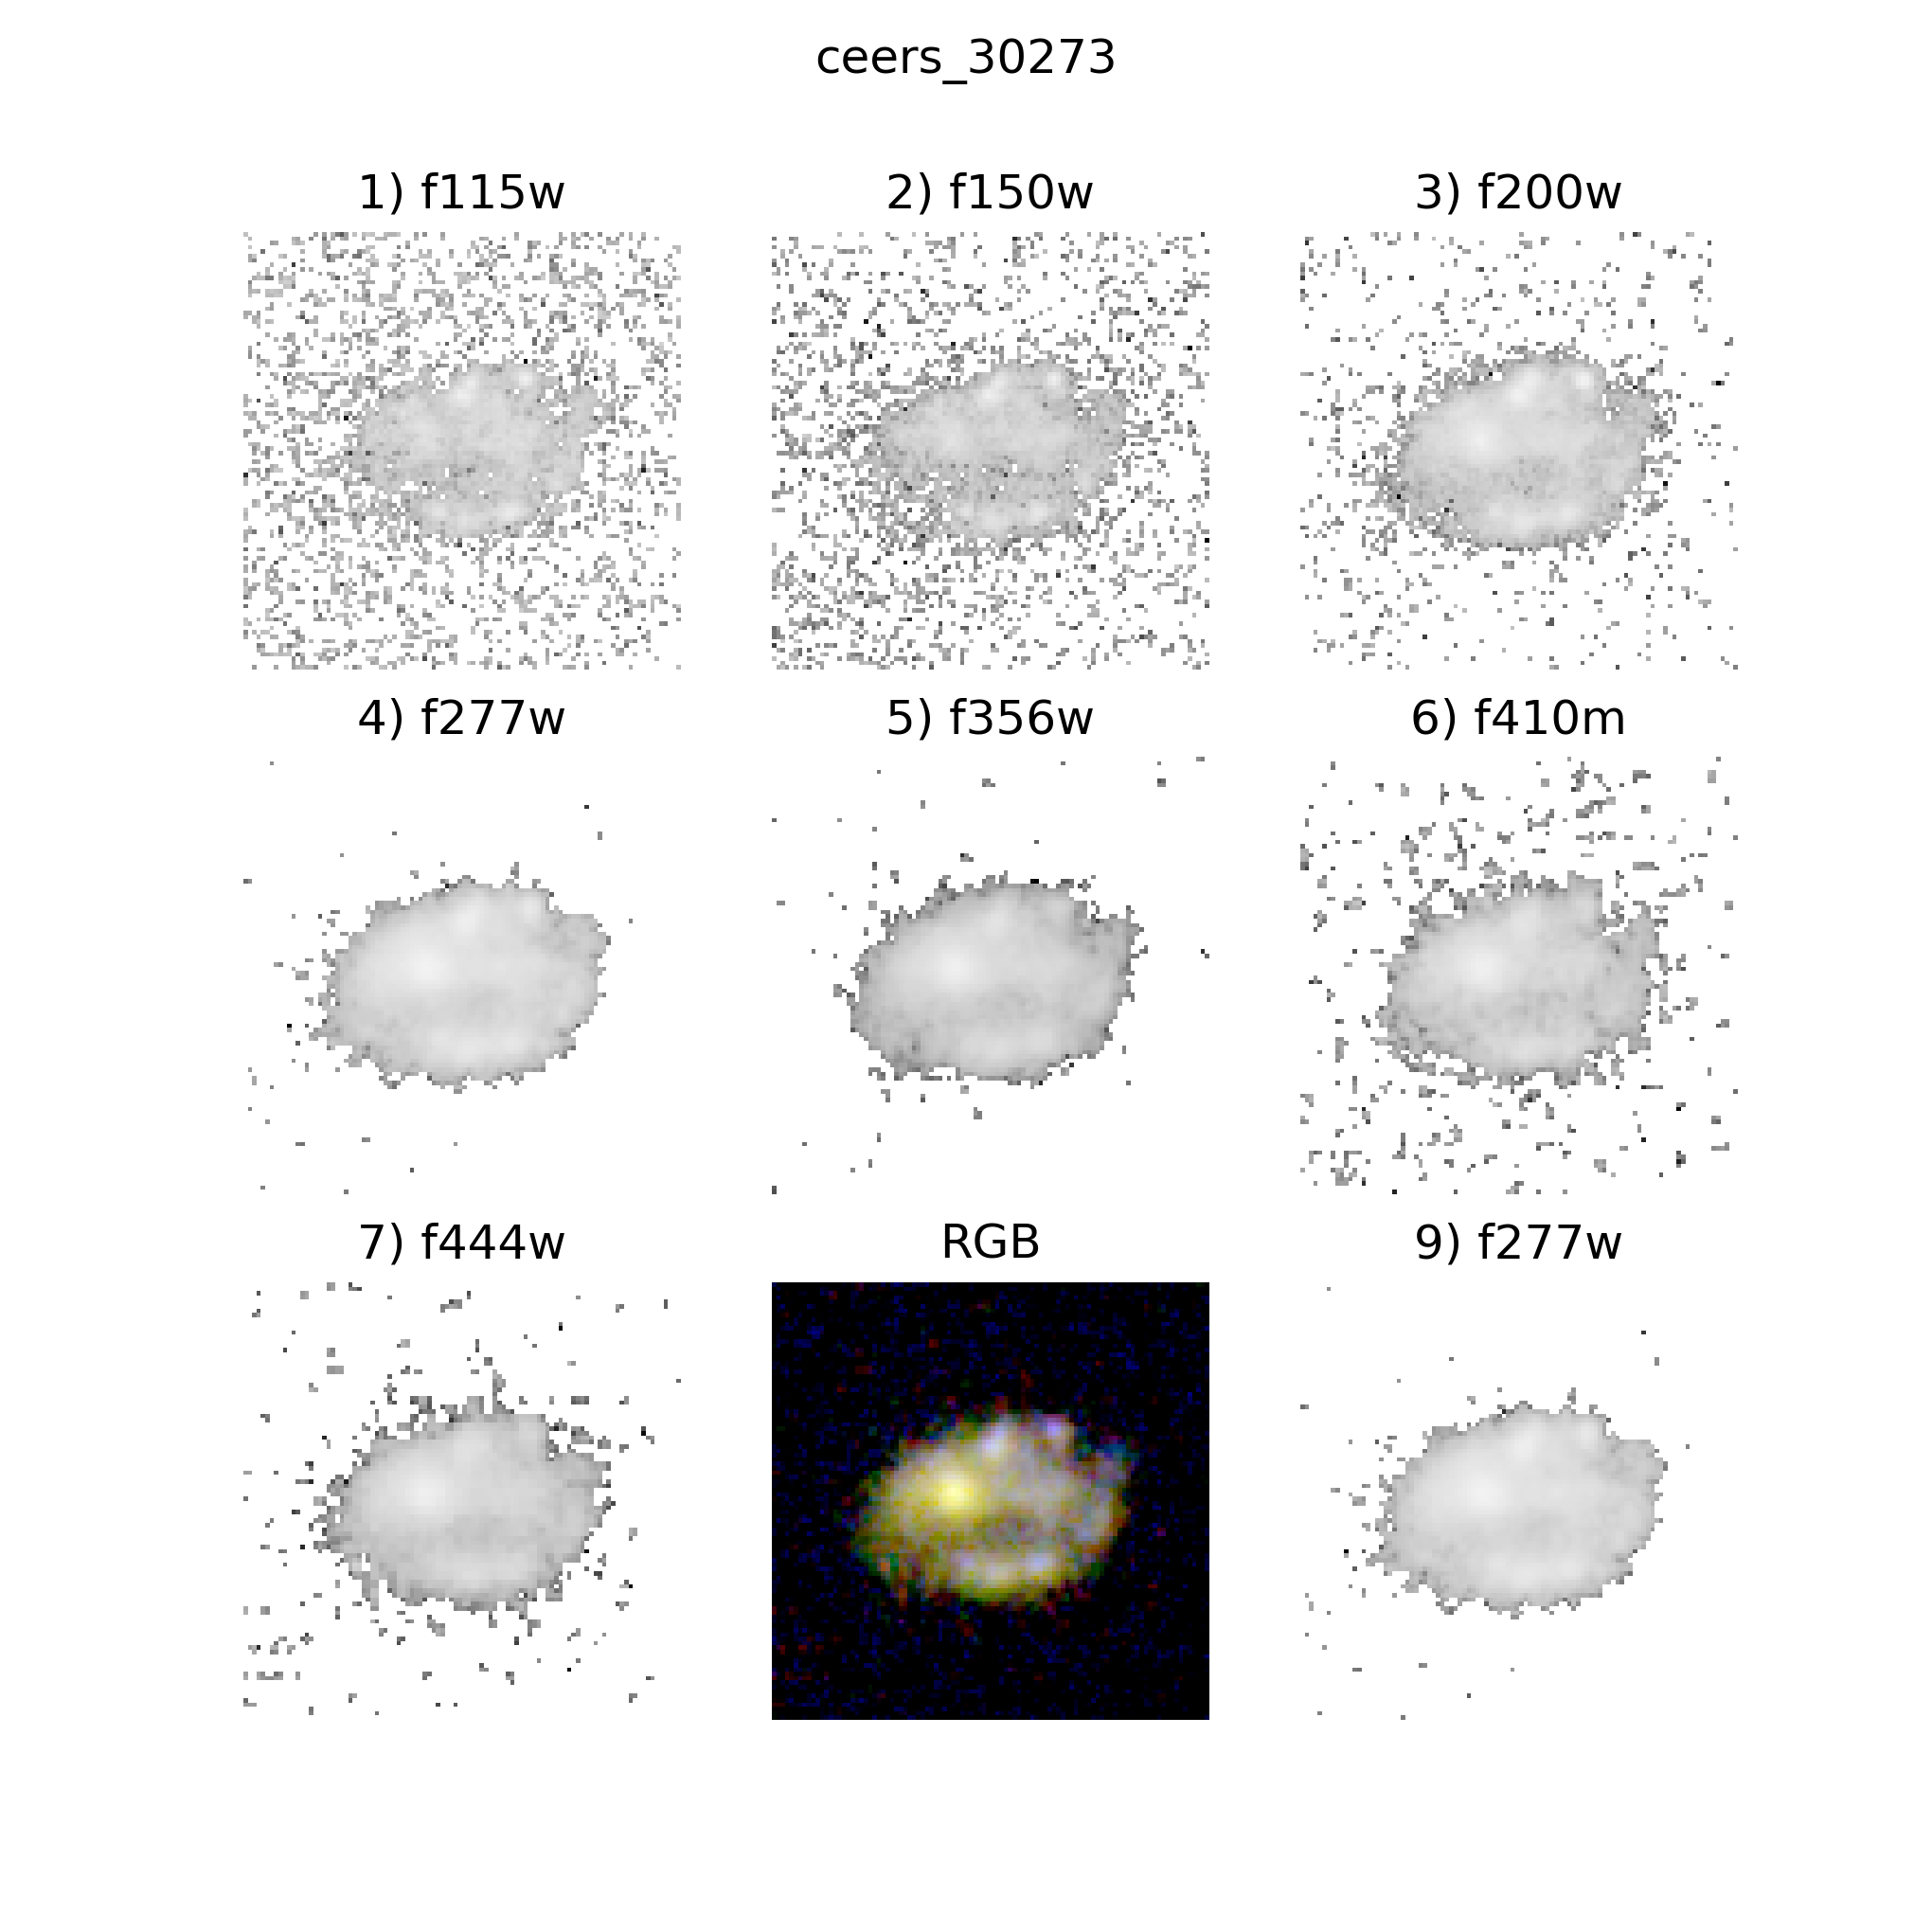 ceers_30273
1) f115w
2) f150w
3) f200w
4) f277w
5) f356w
6) f410m
7) f444w
RGB
9) f277w